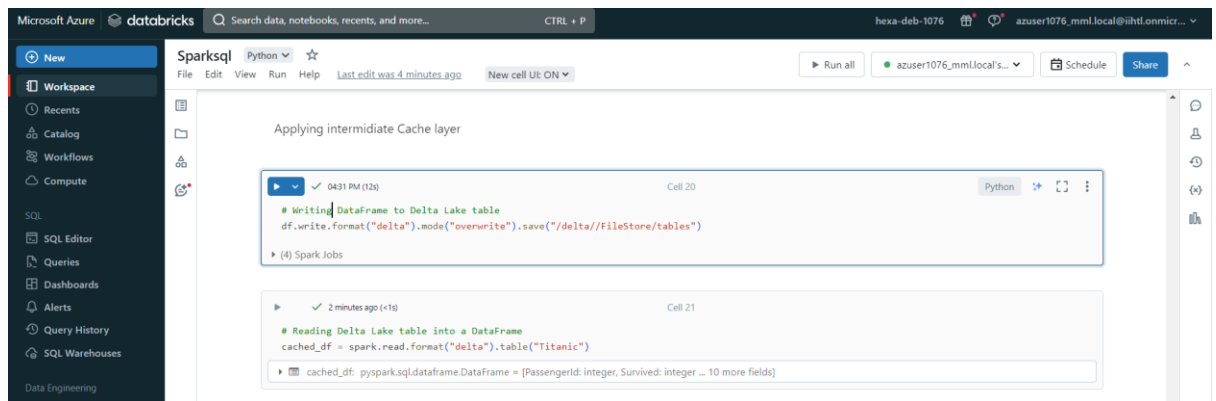 Microsoft Azure databricks Search data, notebooks, recents, and more... CTRL + P hexa-deb-1076 azuser1076_mml.local@iihtl.onmicr...
New
Workspace
Recents
Catalog
Workflows
Compute
SQL
SQL Editor
Queries
Dashboards
Alerts
Query History
SQL Warehouses
Data Engineering
Sparksql Python
File Edit View Run Help Last edit was 4 minutes ago New cell UI: ON
Run all azuser1076_mml.local's... Schedule Share
Applying intermidiate Cache layer
04:31 PM (12s) Cell 20 Python
# Writing DataFrame to Delta Lake table
df.write.format("delta").mode("overwrite").save("/delta//FileStore/tables")
(4) Spark Jobs
2 minutes ago (<1s) Cell 21
# Reading Delta Lake table into a DataFrame
cached_df = spark.read.format("delta").table("Titanic")
cached_df: pyspark.sql.dataframe.DataFrame = [PassengerId: integer, Survived: integer ... 10 more fields]
{x}